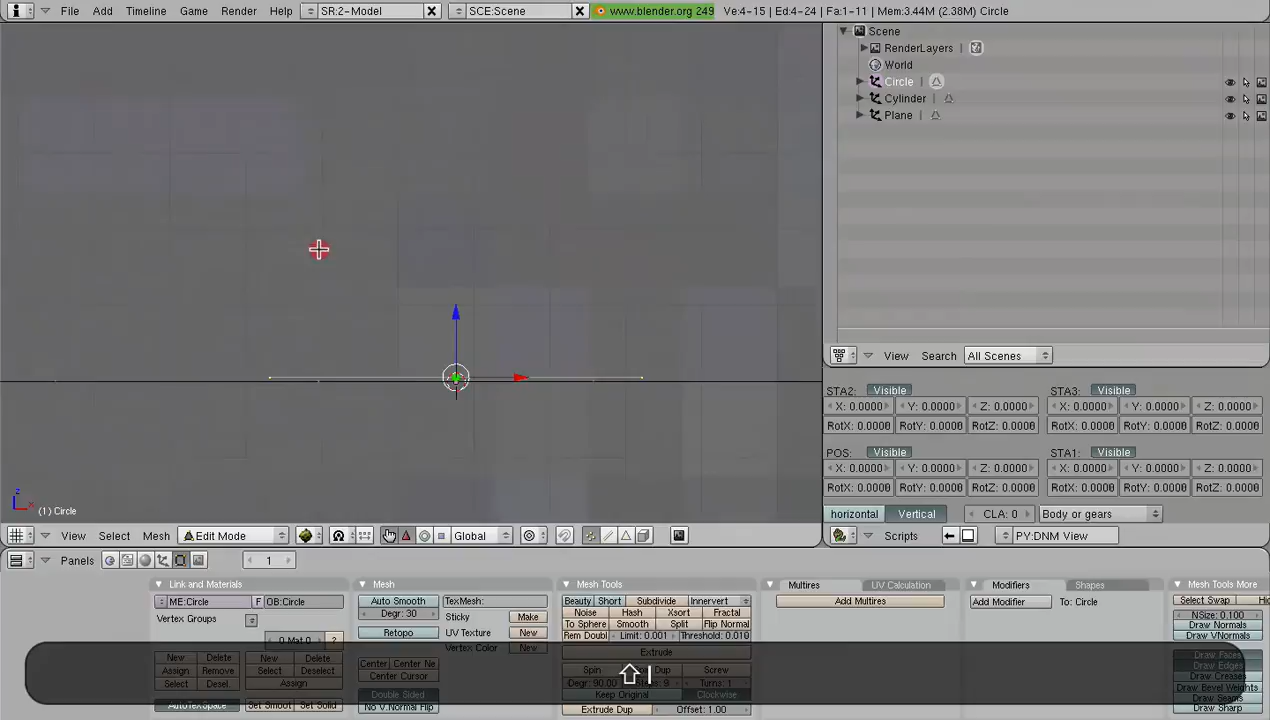 File Add Timeline Game Render Help SR:2-Model SCE:Scene www.blender.org 249 Ve:4-15 | Ed:4-24 | Fa:1-11 | Mem:3.44M (2.38M) Circle
Scene
RenderLayers
World
Circle
Cylinder
Plane
z
x
(1) Circle
View Search All Scenes
STA2: Visible STA3: Visible
X: 0.0000 Y: 0.0000 Z: 0.0000 X: 0.0000 Y: 0.0000 Z: 0.0000
RotX: 0.0000 RotY: 0.0000 RotZ: 0.0000 RotX: 0.0000 RotY: 0.0000 RotZ: 0.0000
POS: Visible STA1: Visible
X: 0.0000 Y: 0.0000 Z: 0.0000 X: 0.0000 Y: 0.0000 Z: 0.0000
RotX: 0.0000 RotY: 0.0000 RotZ: 0.0000 RotX: 0.0000 RotY: 0.0000 RotZ: 0.0000
horizontal Vertical CLA: 0 Body or gears
View Select Mesh Edit Mode Global Scripts PY:DNM View
Panels 1
Link and Materials Mesh Mesh Tools Multires UV Calculation Modifiers Shapes Mesh Tools More
ME:Circle F OB:Circle Auto Smooth TexMesh: Beauty Short Subdivide Innervert Add Multires Add Modifier To: Circle Select Swap
Vertex Groups Degr: 30 Sticky Make Noise Hash Xsort Fractal NSize: 0.100
To Sphere Smooth Split Flip Normal Draw Normals
Retopo UV Texture New Rem Doubl Limit: 0.001 Threshold: 0.010 Draw VNormals
0 Mat 0 ? Vertex Color New Extrude Draw Faces
New Delete New Delete Center Center Ne Draw Edges
Assign Remove Select Deselect Center Cursor Spin Dup Screw Draw Creases
Select Desel. Assign Degr: 90.00 Turns: 1 Draw Bevel Weights
Double Sided Keep Original Clockwise Draw Seams
AutoTexSpace Set Smoot Set Solid No V.Normal Flip Extrude Dup Offset: 1.00 Draw Sharp